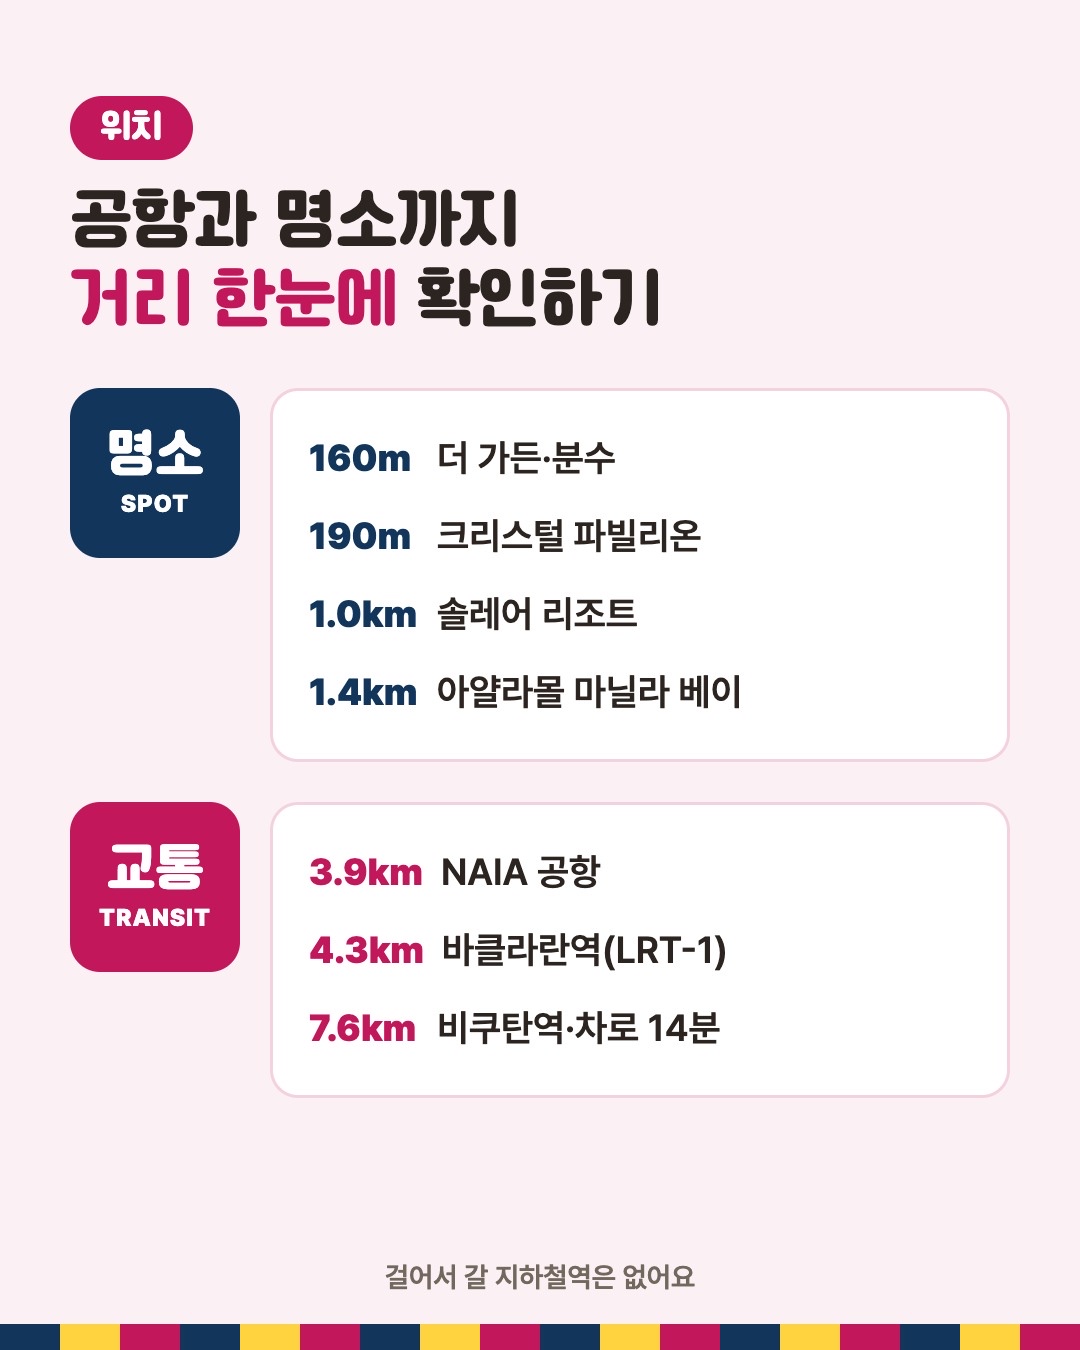 위치
공항과 명소까지
거리 한눈에 확인하기
명소
SPOT
160m 더 가든·분수
190m 크리스털 파빌리온
1.0km 솔레어 리조트
1.4km 아얄라몰 마닐라 베이
교통
TRANSIT
3.9km NAIA 공항
4.3km 바클라란역(LRT-1)
7.6km 비쿠탄역·차로 14분
걸어서 갈 지하철역은 없어요